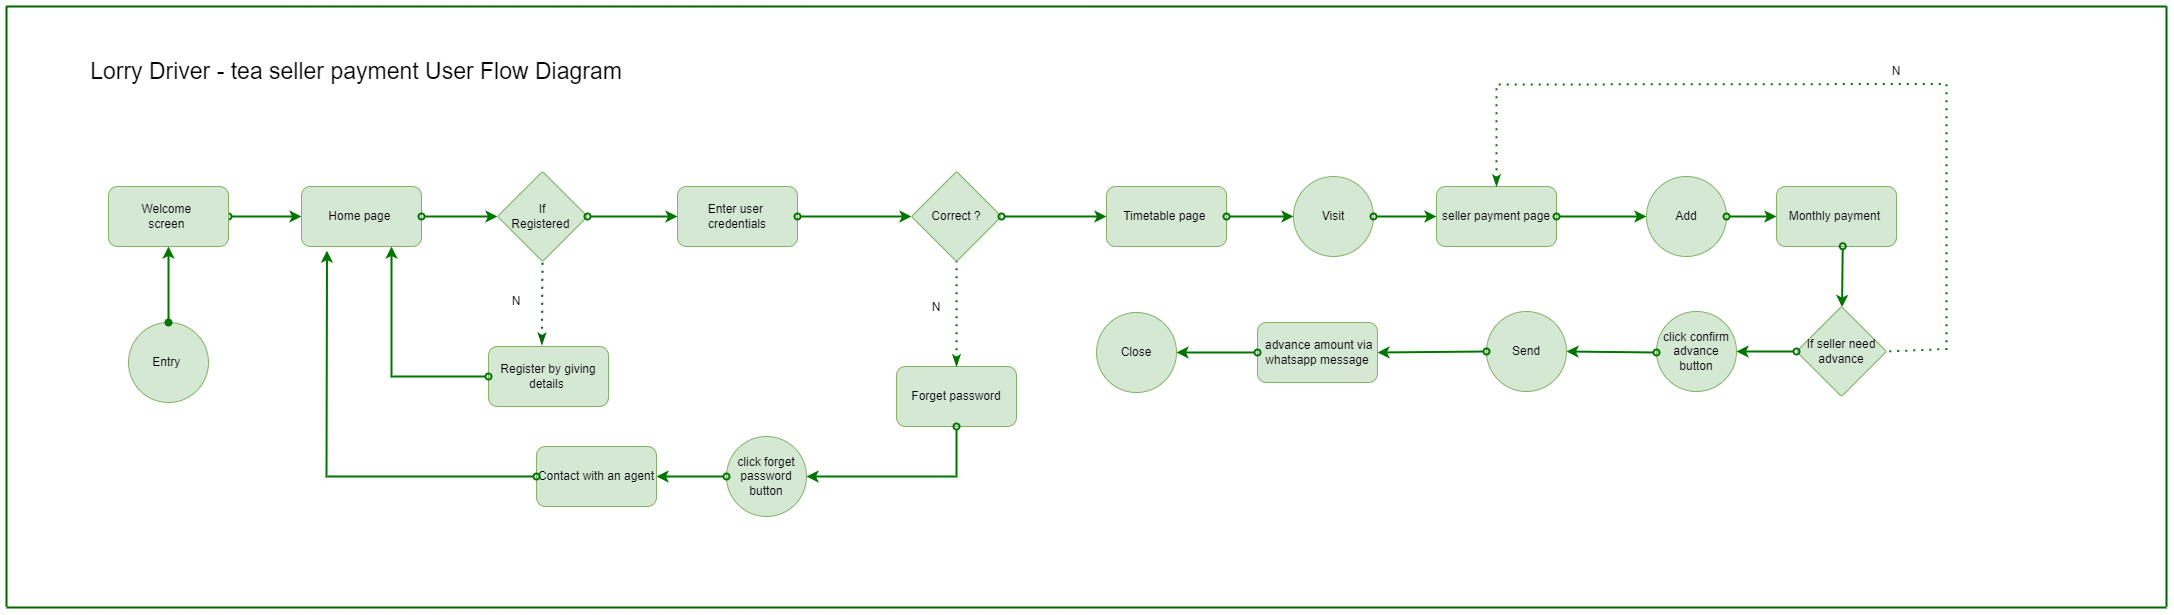 Lorry Driver - tea seller payment User Flow Diagram
N
Welcome
screen
Home page
If
Registered
Enter user
credentials
Correct ?
Timetable page
Visit
seller payment page
Add
Monthly payment
N
N
Entry
Register by giving
details
Close
advance amount via
whatsapp message
Send
click confirm
advance
button
If seller need
advance
Forget password
Contact with an agent
click forget
password
button